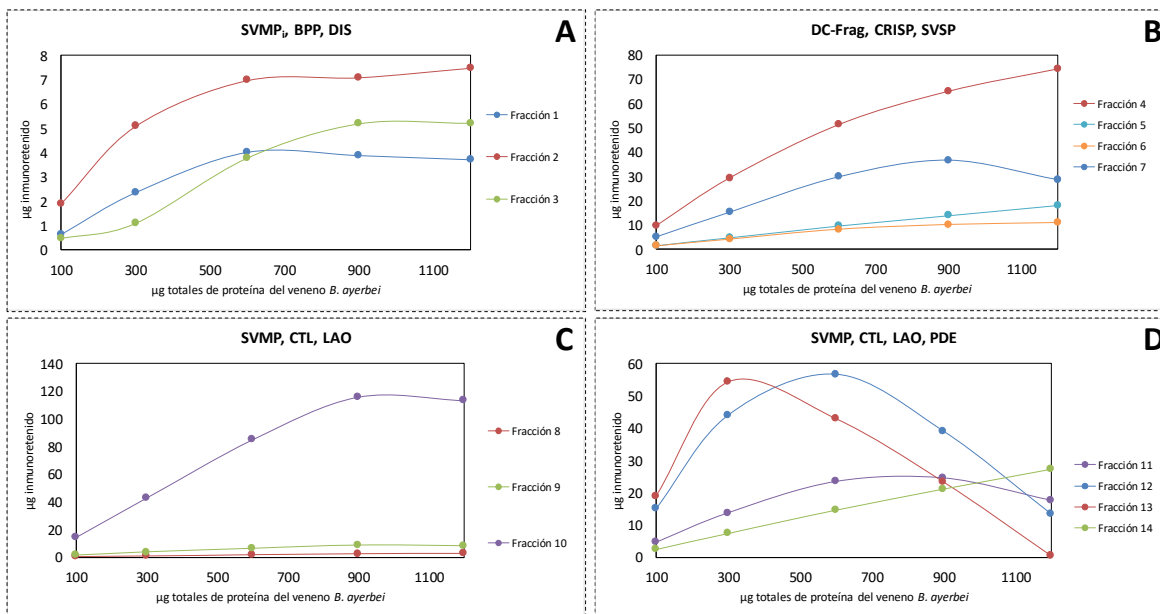 SVMPᵢ, BPP, DIS
A
8
7
6
5
4
3
2
1
0
µg inmunoretenido
100 300 500 700 900 1100
µg totales de proteína del veneno B. ayerbei
Fracción 1
Fracción 2
Fracción 3
DC-Frag, CRISP, SVSP
B
80
70
60
50
40
30
20
10
0
µg inmunoretenido
100 300 500 700 900 1100
µg totales de proteína del veneno B. ayerbei
Fracción 4
Fracción 5
Fracción 6
Fracción 7
SVMP, CTL, LAO
C
140
120
100
80
60
40
20
0
µg inmunoretenido
100 300 500 700 900 1100
µg totales de proteína del veneno B. ayerbei
Fracción 8
Fracción 9
Fracción 10
SVMP, CTL, LAO, PDE
D
60
50
40
30
20
10
0
µg inmunoretenido
100 300 500 700 900 1100
µg totales de proteína del veneno B. ayerbei
Fracción 11
Fracción 12
Fracción 13
Fracción 14